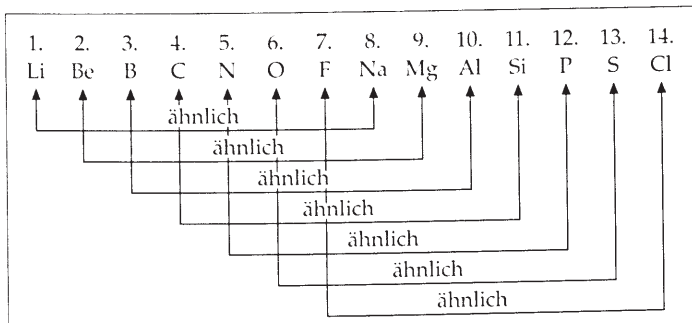 1. 2. 3. 4. 5. 6. 7. 8. 9. 10. 11. 12. 13. 14.
Li Be B C N O F Na Mg Al Si P S Cl
ähnlich
ähnlich
ähnlich
ähnlich
ähnlich
ähnlich
ähnlich